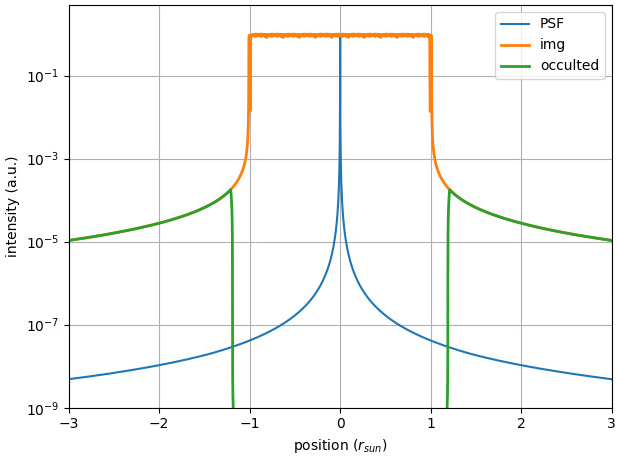 PSF
img
occulted
10⁻¹
10⁻³
10⁻⁵
10⁻⁷
10⁻⁹
intensity (a.u.)
−3 −2 −1 0 1 2 3
position (r_sun)